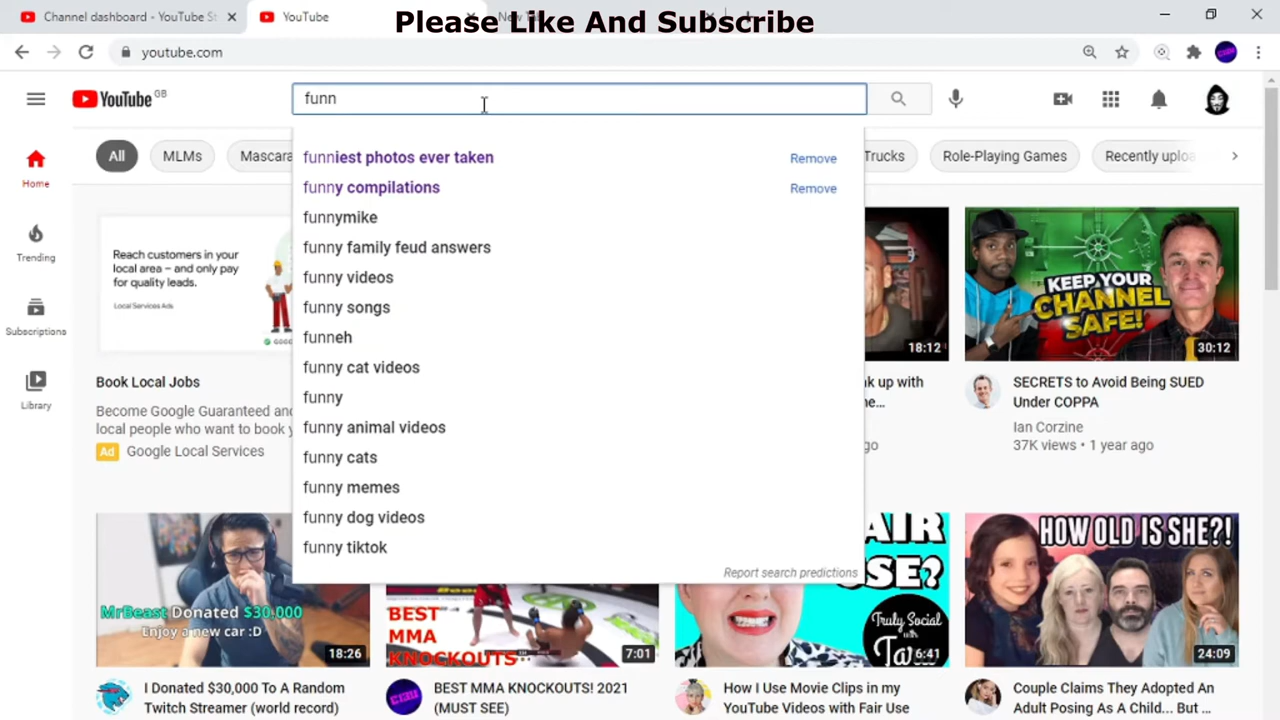 Channel dashboard - YouTube St
YouTube
New
Please Like And Subscribe
youtube.com
YouTube GB
funn
All
MLMs
Mascara
Trucks
Role-Playing Games
Recently uploa
Home
Trending
Subscriptions
Library
funniest photos ever taken
Remove
funny compilations
Remove
funnymike
funny family feud answers
funny videos
funny songs
funneh
funny cat videos
funny
funny animal videos
funny cats
funny memes
funny dog videos
funny tiktok
Report search predictions
Reach customers in your
local area – and only pay
for quality leads.
Local Services Ads
Book Local Jobs
Become Google Guaranteed and
local people who want to book y
Ad Google Local Services
18:12
k up with
e...
go
KEEP YOUR
CHANNEL
SAFE!
30:12
SECRETS to Avoid Being SUED
Under COPPA
Ian Corzine
37K views • 1 year ago
MrBeast Donated $30,000
Enjoy a new car :D
18:26
I Donated $30,000 To A Random
Twitch Streamer (world record)
BEST
MMA
KNOCKOUTS
7:01
BEST MMA KNOCKOUTS! 2021
(MUST SEE)
AIR
SE?
Truly Social
with
Ta
6:41
How I Use Movie Clips in my
YouTube Videos with Fair Use
HOW OLD IS SHE?!
24:09
Couple Claims They Adopted An
Adult Posing As A Child... But ...